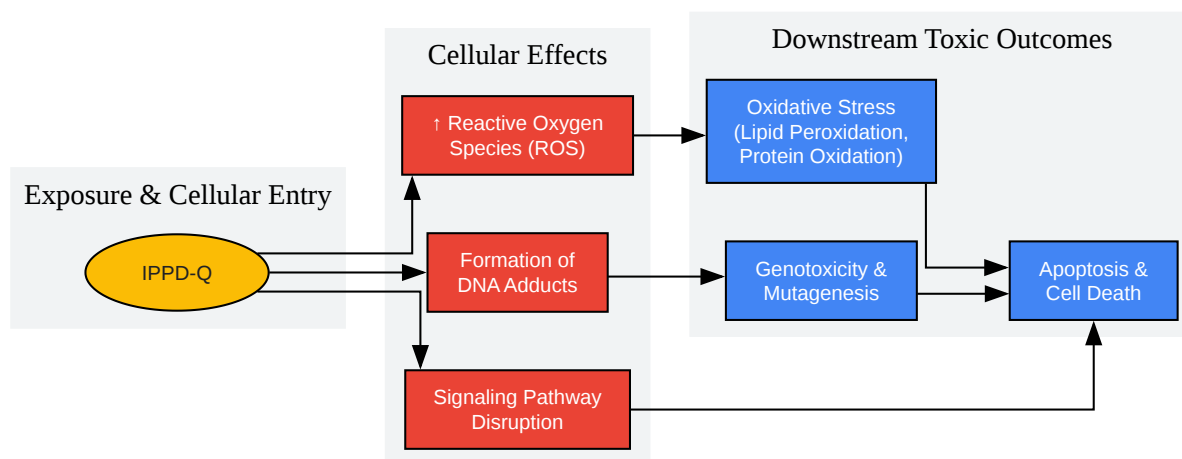 Exposure & Cellular Entry
IPPD-Q
Cellular Effects
↑ Reactive Oxygen
Species (ROS)
Formation of
DNA Adducts
Signaling Pathway
Disruption
Downstream Toxic Outcomes
Oxidative Stress
(Lipid Peroxidation,
Protein Oxidation)
Genotoxicity &
Mutagenesis
Apoptosis &
Cell Death